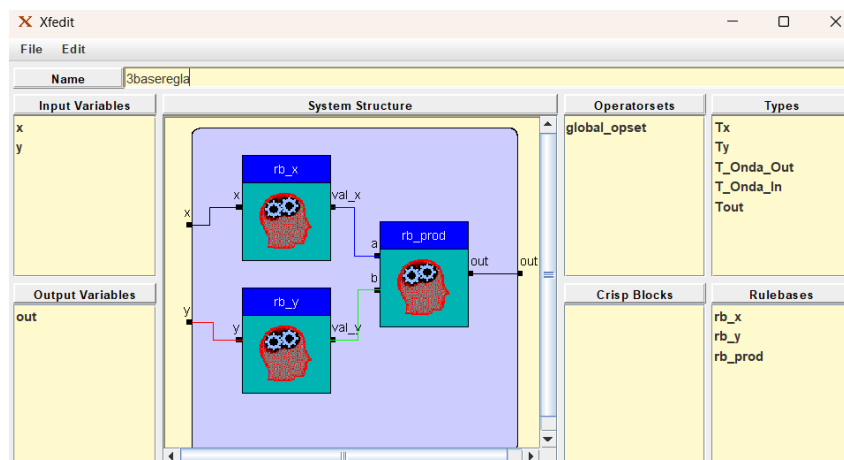 Xfedit
File Edit
Name 3baseregla
Input Variables
x
y
Output Variables
out
System Structure
rb_x
x
val_x
x
rb_prod
a
out
out
b
rb_y
y
y
val_y
Operatorsets
global_opset
Types
Tx
Ty
T_Onda_Out
T_Onda_In
Tout
Crisp Blocks
Rulebases
rb_x
rb_y
rb_prod